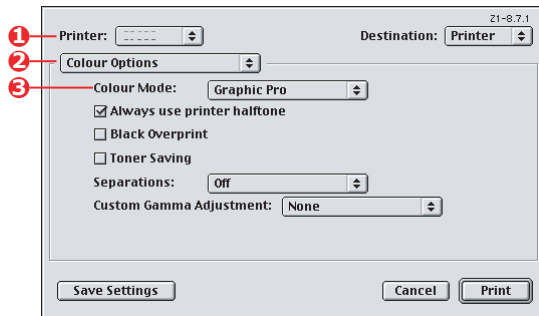 Z1-8.7.1
1 Printer: Destination: Printer
2 Colour Options
3 Colour Mode: Graphic Pro
Always use printer halftone
Black Overprint
Toner Saving
Separations: Off
Custom Gamma Adjustment: None
Save Settings Cancel Print